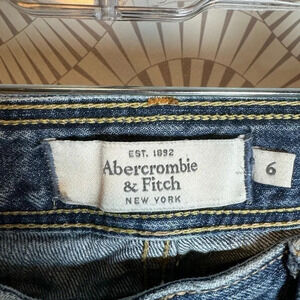 EST. 1892
Abercrombie
& Fitch
NEW YORK
6